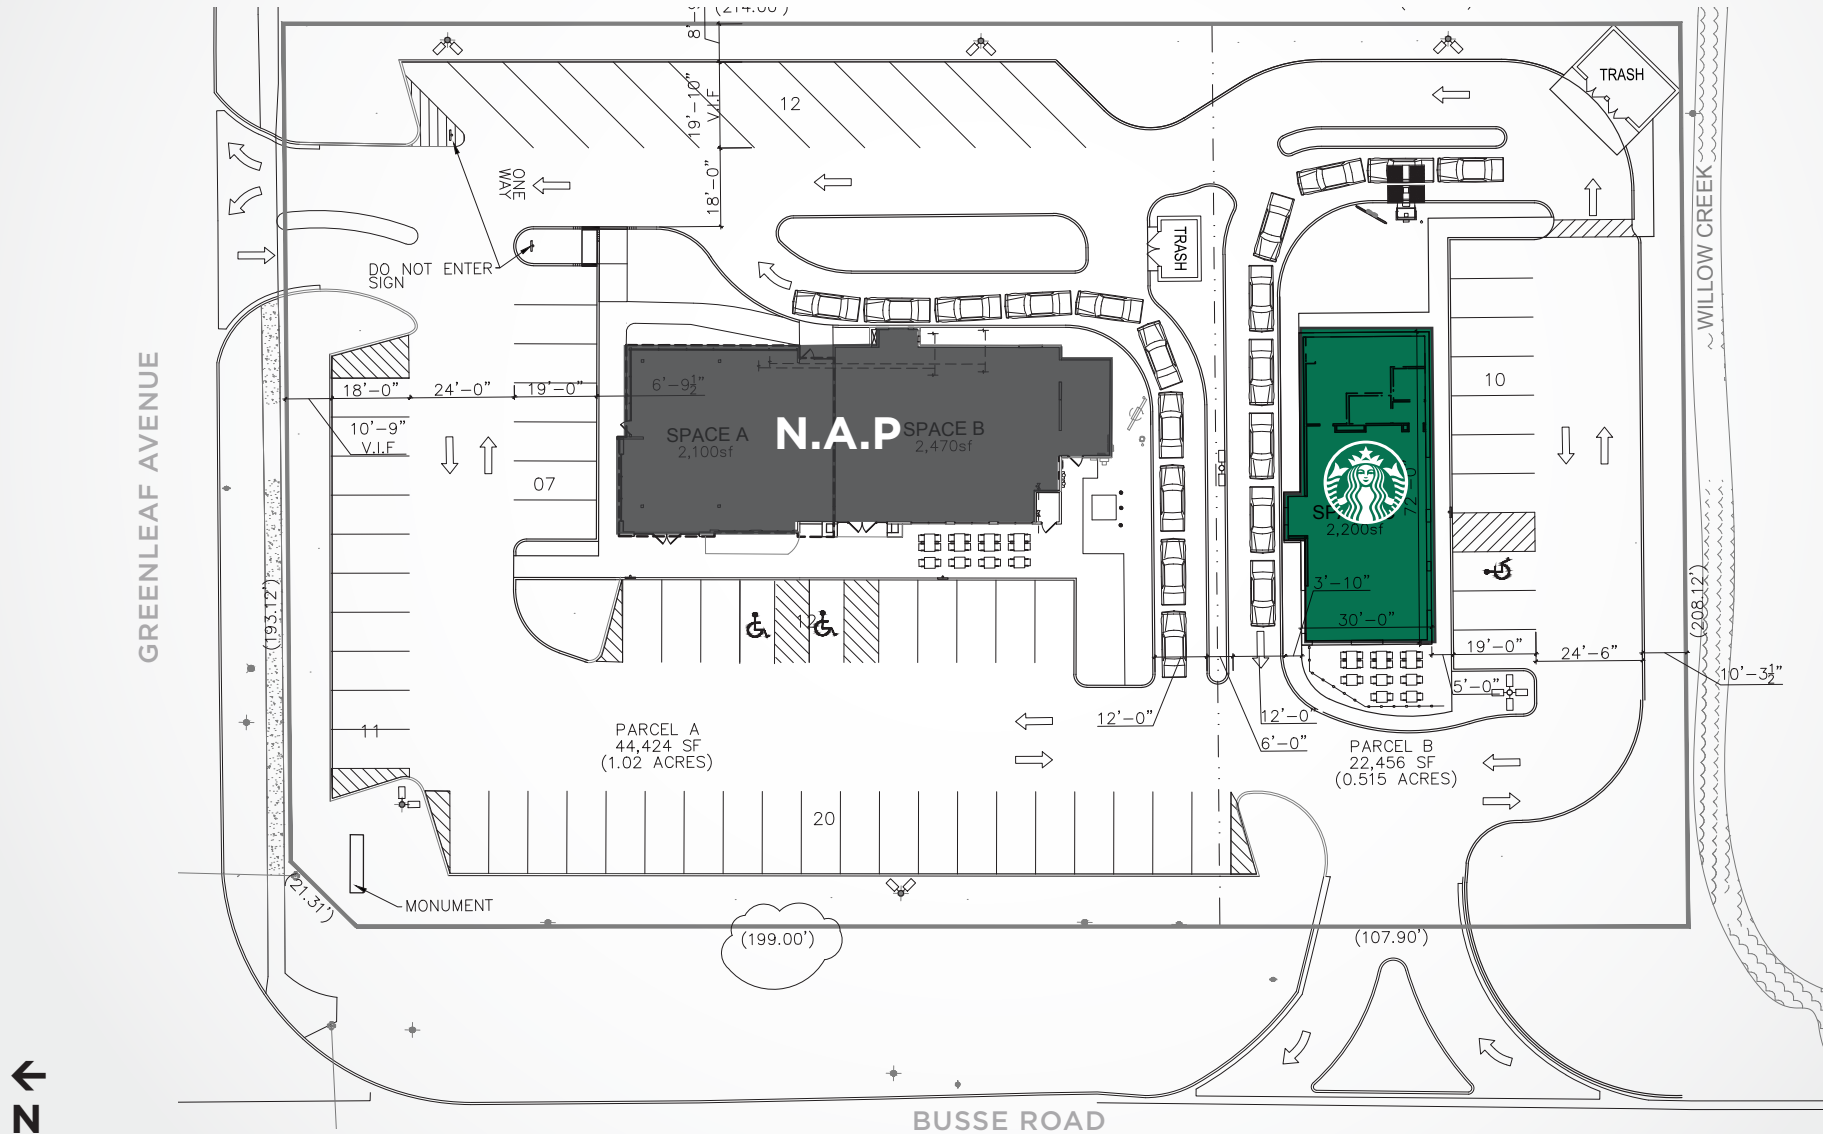 (214.00')
8'-
TRASH
19'-10"
V.I.F
12
18'-0"
ONE
WAY
DO NOT ENTER
SIGN
TRASH
WILLOW CREEK
GREENLEAF AVENUE
18'-0"
24'-0"
19'-0"
6'-9½"
10'-9"
V.I.F
SPACE A
2,100sf
N.A.P
SPACE B
2,470sf
10
07
72'-0"
2,200sf
3'-10"
30'-0"
(193.12')
(208.12')
12
19'-0"
24'-6"
10'-3½"
5'-0"
12'-0"
12'-0"
6'-0"
11
PARCEL A
44,424 SF
(1.02 ACRES)
PARCEL B
22,456 SF
(0.515 ACRES)
20
(21.31')
MONUMENT
(199.00')
(107.90')
N
BUSSE ROAD